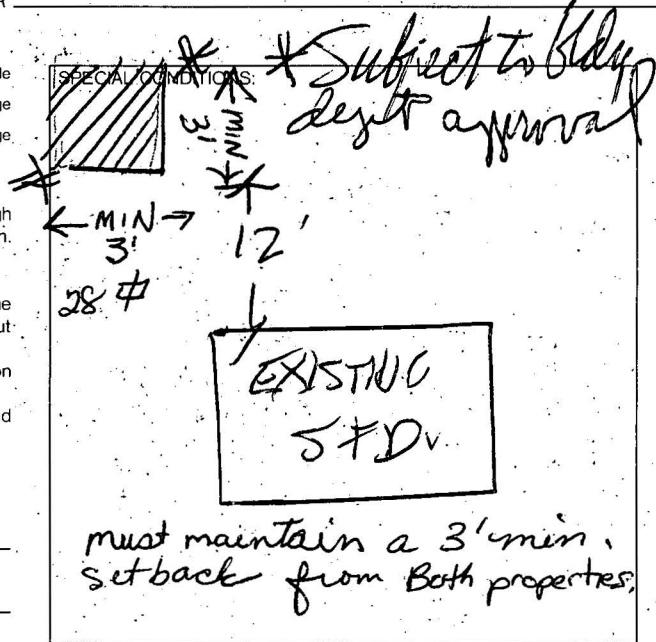 SPECIAL CONDITIONS:
* * Subject to bldg
dept approval
MIN
3'
MIN
3'
12'
28
EXISTING
SFD
must maintain a 3' min.
setback from Both properties.